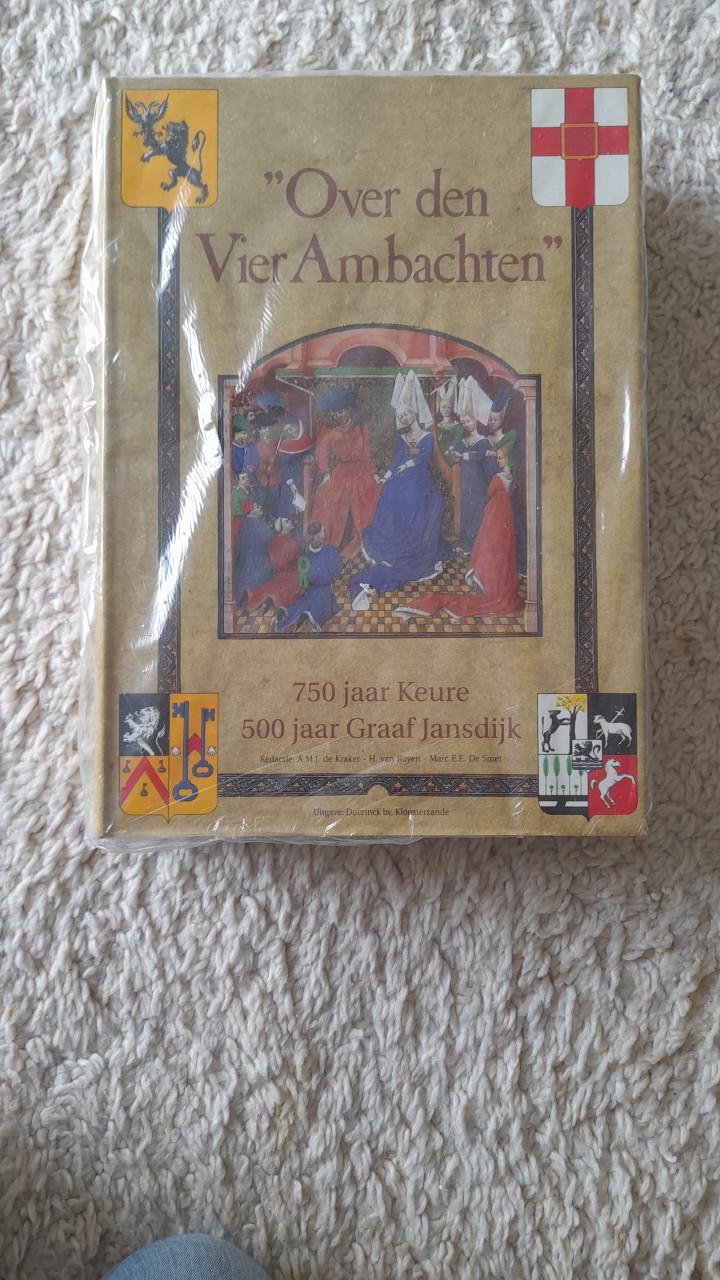 "Over den
Vier Ambachten"
750 jaar Keure
500 jaar Graaf Jansdijk
Redactie: A.M.J. de Kraker - H. van Royen - Marc E.E. De Smet
Uitgave: Duerinck bv, Kloosterzande